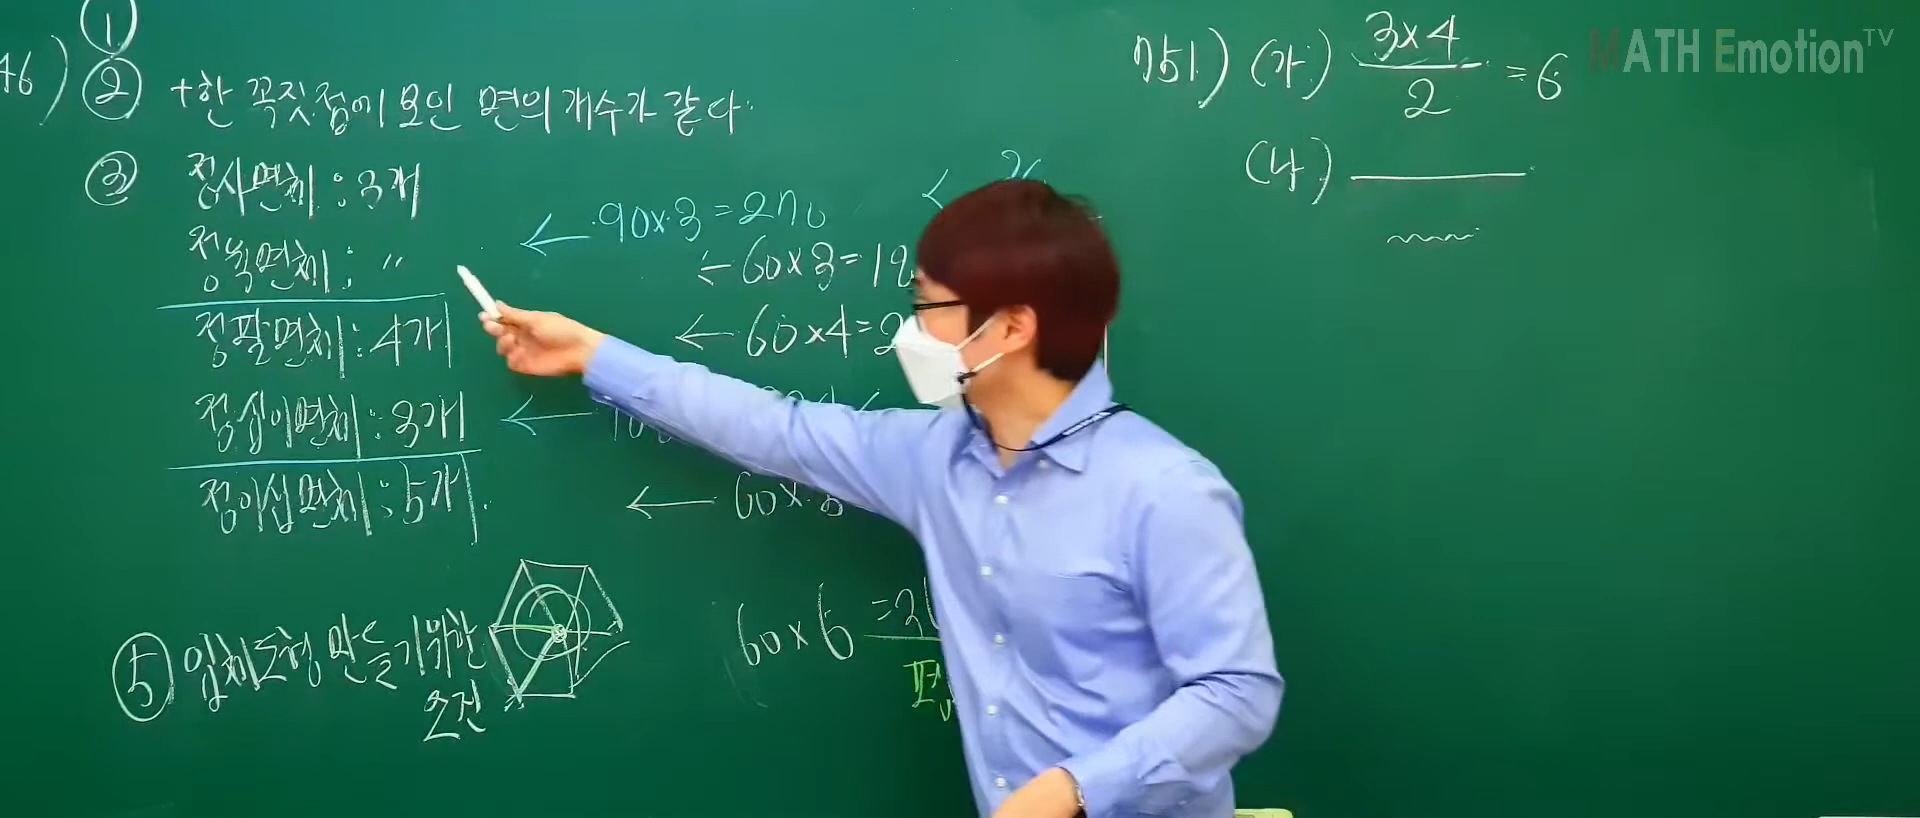 46)
①
② +한 꼭짓점에 모인 면의 개수가 같다.
③ 정사면체 : 3개
정육면체 : 〃
← 90×3=270
← 60×3=18
정팔면체 : 4개
← 60×4=2
정십이면체 : 3개
←
정이십면체 : 5개.
← 60×
⑤ 입체도형 만들기위한
조건
60×6 =3
751.) (가) 3×4/2 =6
(나)
MATH Emotion TV